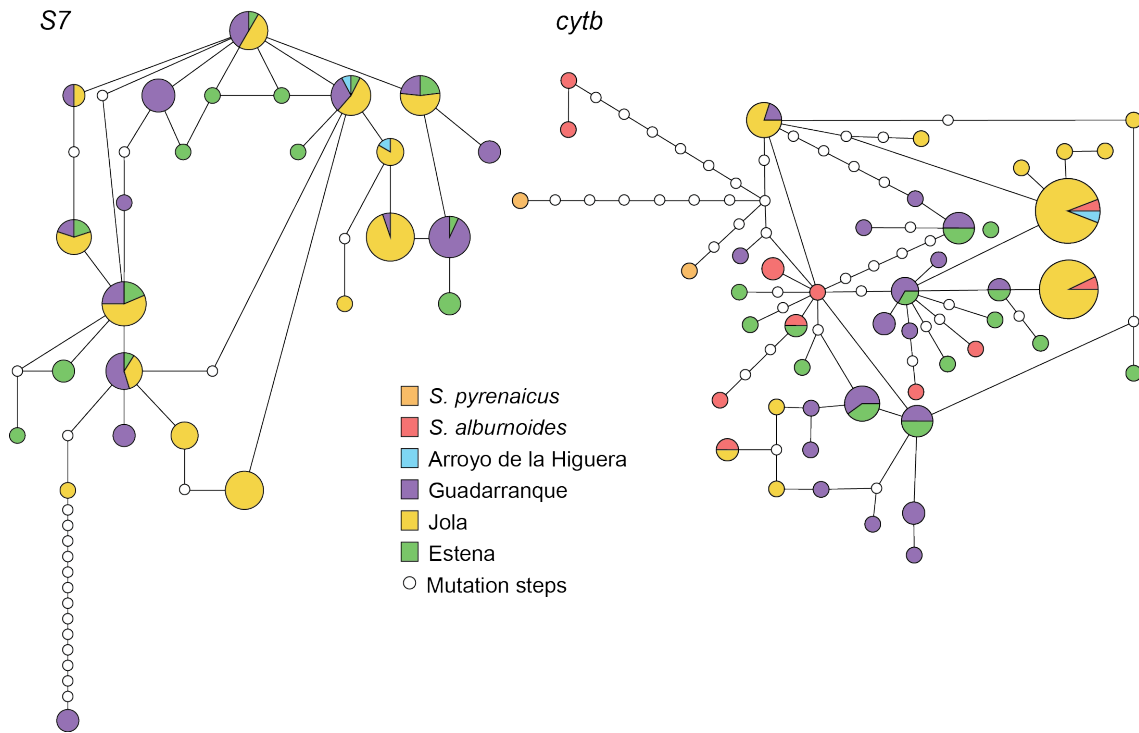 S7
cytb
S. pyrenaicus
S. alburnoides
Arroyo de la Higuera
Guadarranque
Jola
Estena
Mutation steps